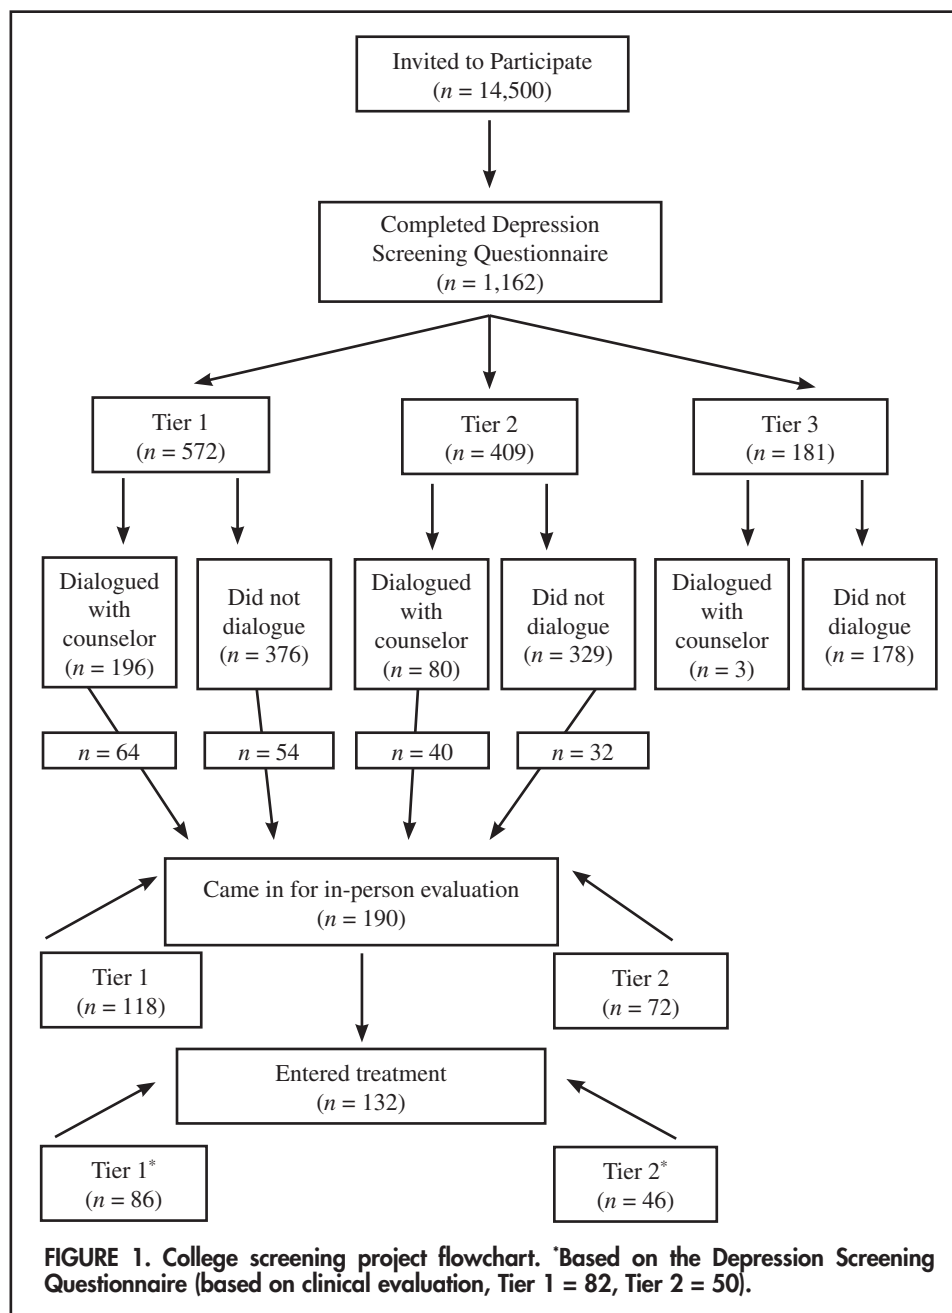 Invited to Participate
(n = 14,500)
Completed Depression
Screening Questionnaire
(n = 1,162)
Tier 1
(n = 572)
Tier 2
(n = 409)
Tier 3
(n = 181)
Dialogued
with
counselor
(n = 196)
Did not
dialogue
(n = 376)
Dialogued
with
counselor
(n = 80)
Did not
dialogue
(n = 329)
Dialogued
with
counselor
(n = 3)
Did not
dialogue
(n = 178)
n = 64
n = 54
n = 40
n = 32
Came in for in-person evaluation
(n = 190)
Tier 1
(n = 118)
Tier 2
(n = 72)
Entered treatment
(n = 132)
Tier 1*
(n = 86)
Tier 2*
(n = 46)
FIGURE 1. College screening project flowchart. *Based on the Depression Screening
Questionnaire (based on clinical evaluation, Tier 1 = 82, Tier 2 = 50).